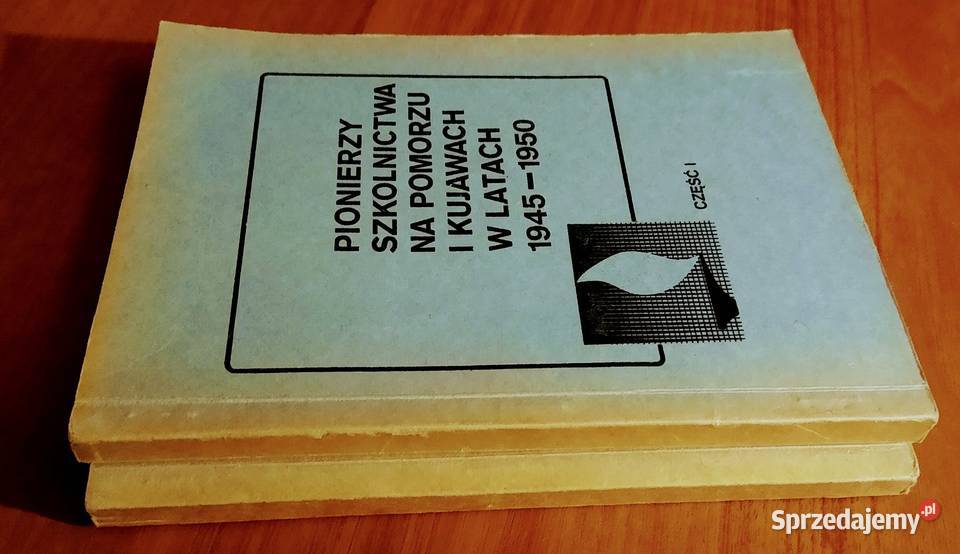 PIONIERZY
SZKOLNICTWA
NA POMORZU
I KUJAWACH
W LATACH
1945-1950
CZĘŚĆ I
Sprzedajemy.pl